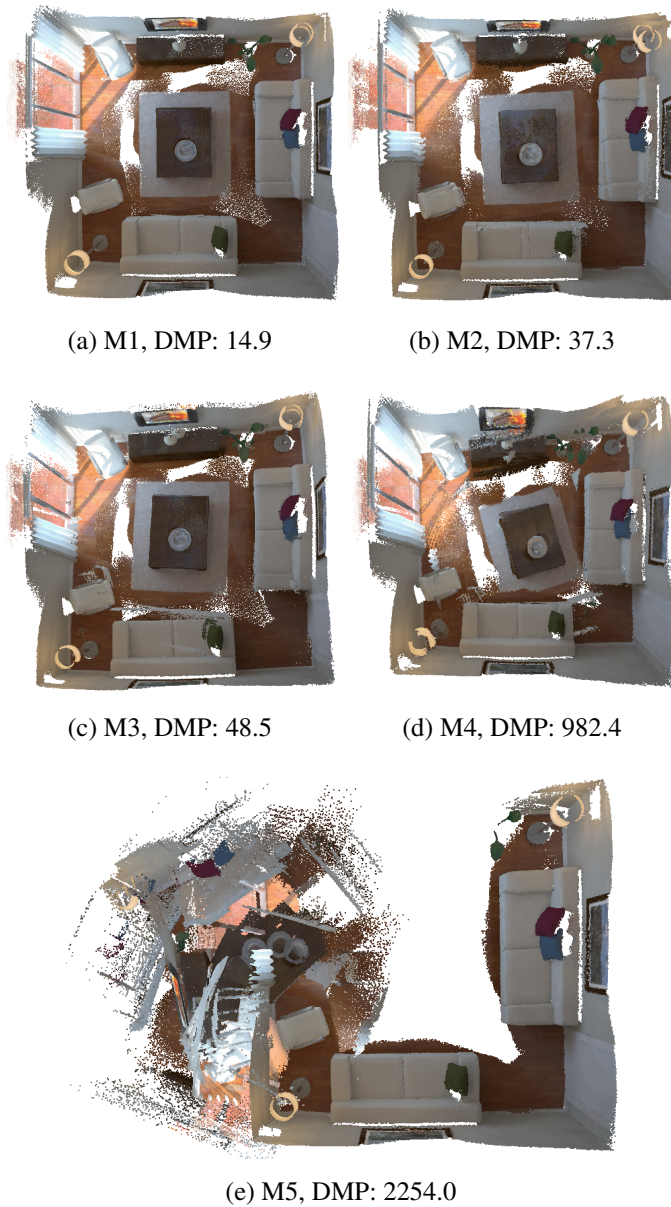 (a) M1, DMP: 14.9
(b) M2, DMP: 37.3
(c) M3, DMP: 48.5
(d) M4, DMP: 982.4
(e) M5, DMP: 2254.0